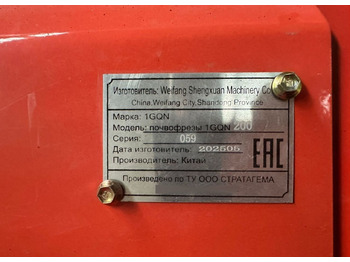 Изготовитель: Weifang Shengxuan Machinery Co
China,Weifang City,Shandong Province
Марка: 1GQN
Модель: почвофрезы 1GQN 200
Серия: 059
Дата изготовитель: 202505
Производитель: Китай
EAC
Произведено по ТУ ООО СТРАТАГЕМА